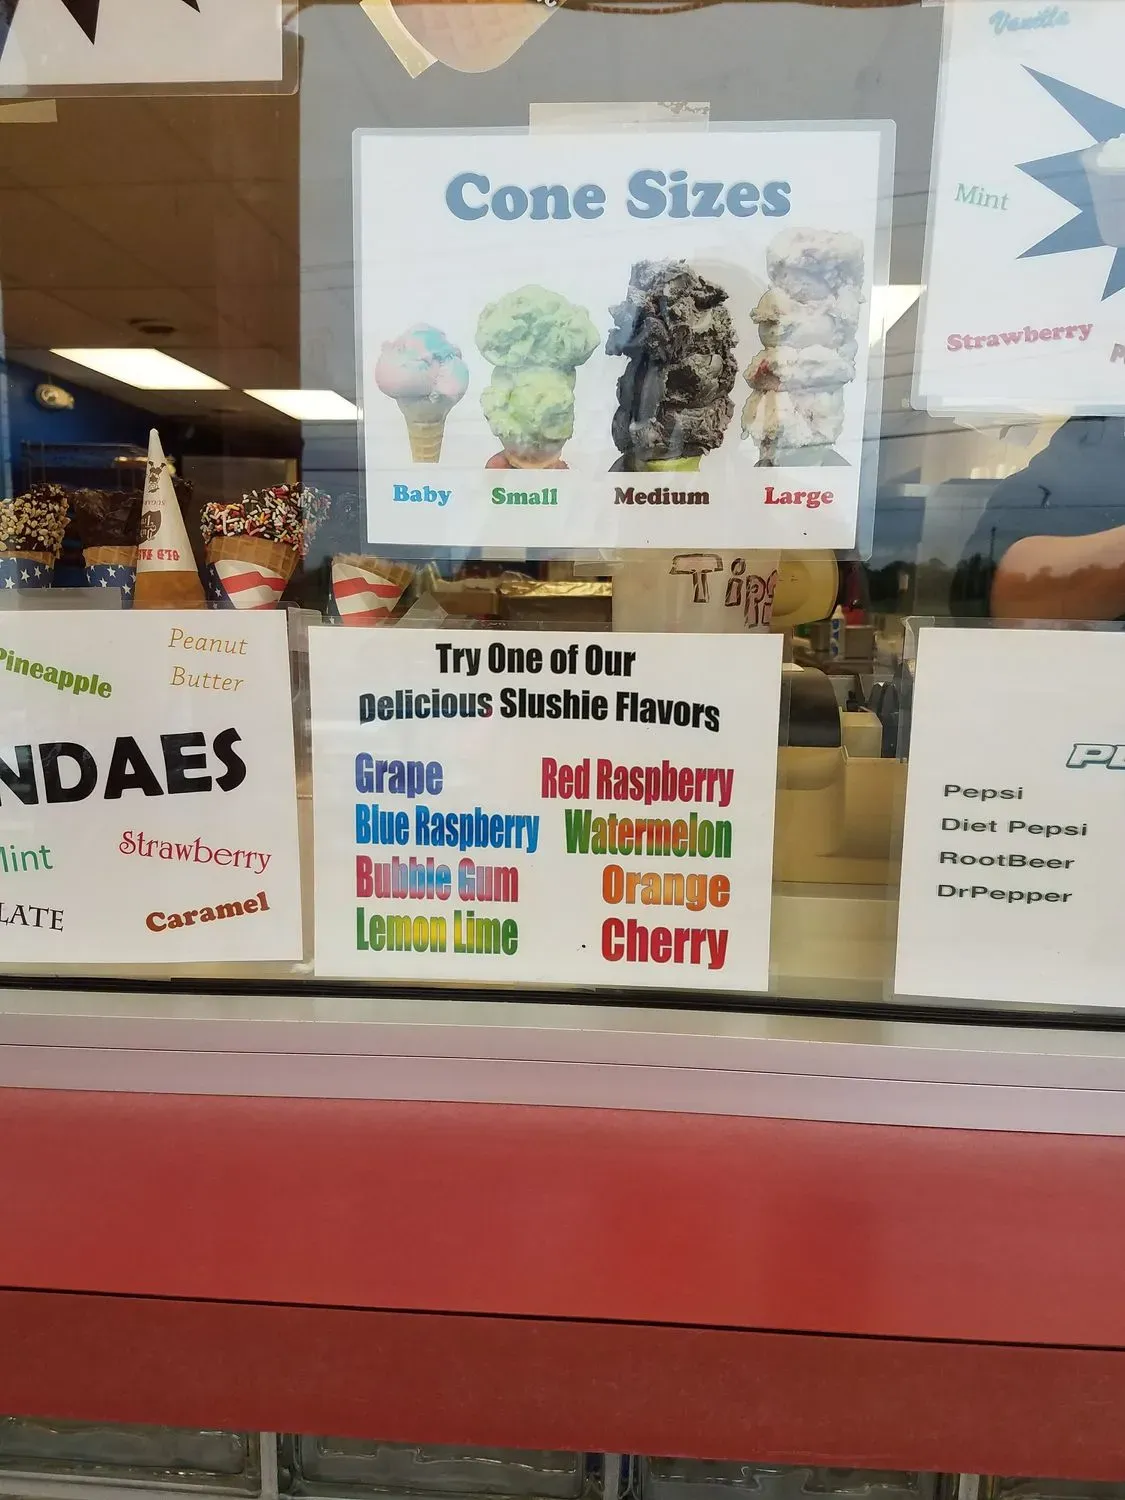 Vanilla
Mint
Strawberry
Cone Sizes
Baby Small Medium Large
Tips
Pineapple
Peanut
Butter
NDAES
Mint
Strawberry
LATE
Caramel
Try One of Our
Delicious Slushie Flavors
Grape Red Raspberry
Blue Raspberry Watermelon
Bubble Gum Orange
Lemon Lime Cherry
Pepsi
Diet Pepsi
RootBeer
DrPepper